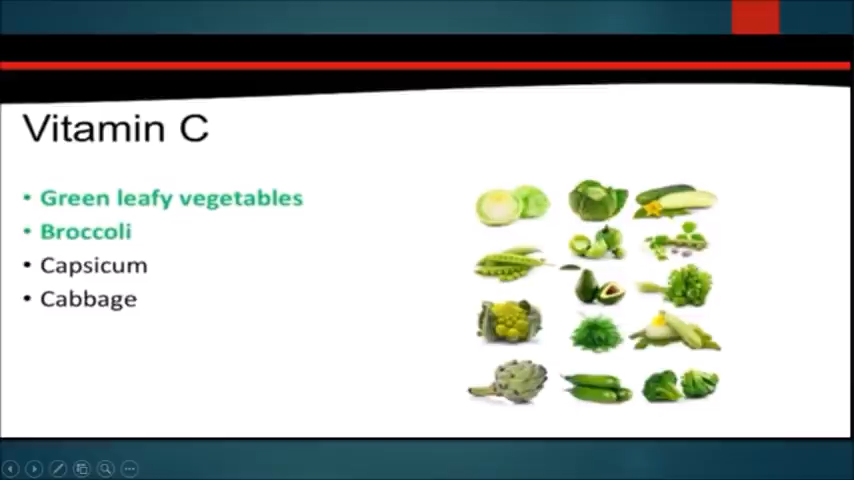 Vitamin C
• Green leafy vegetables
• Broccoli
• Capsicum
• Cabbage